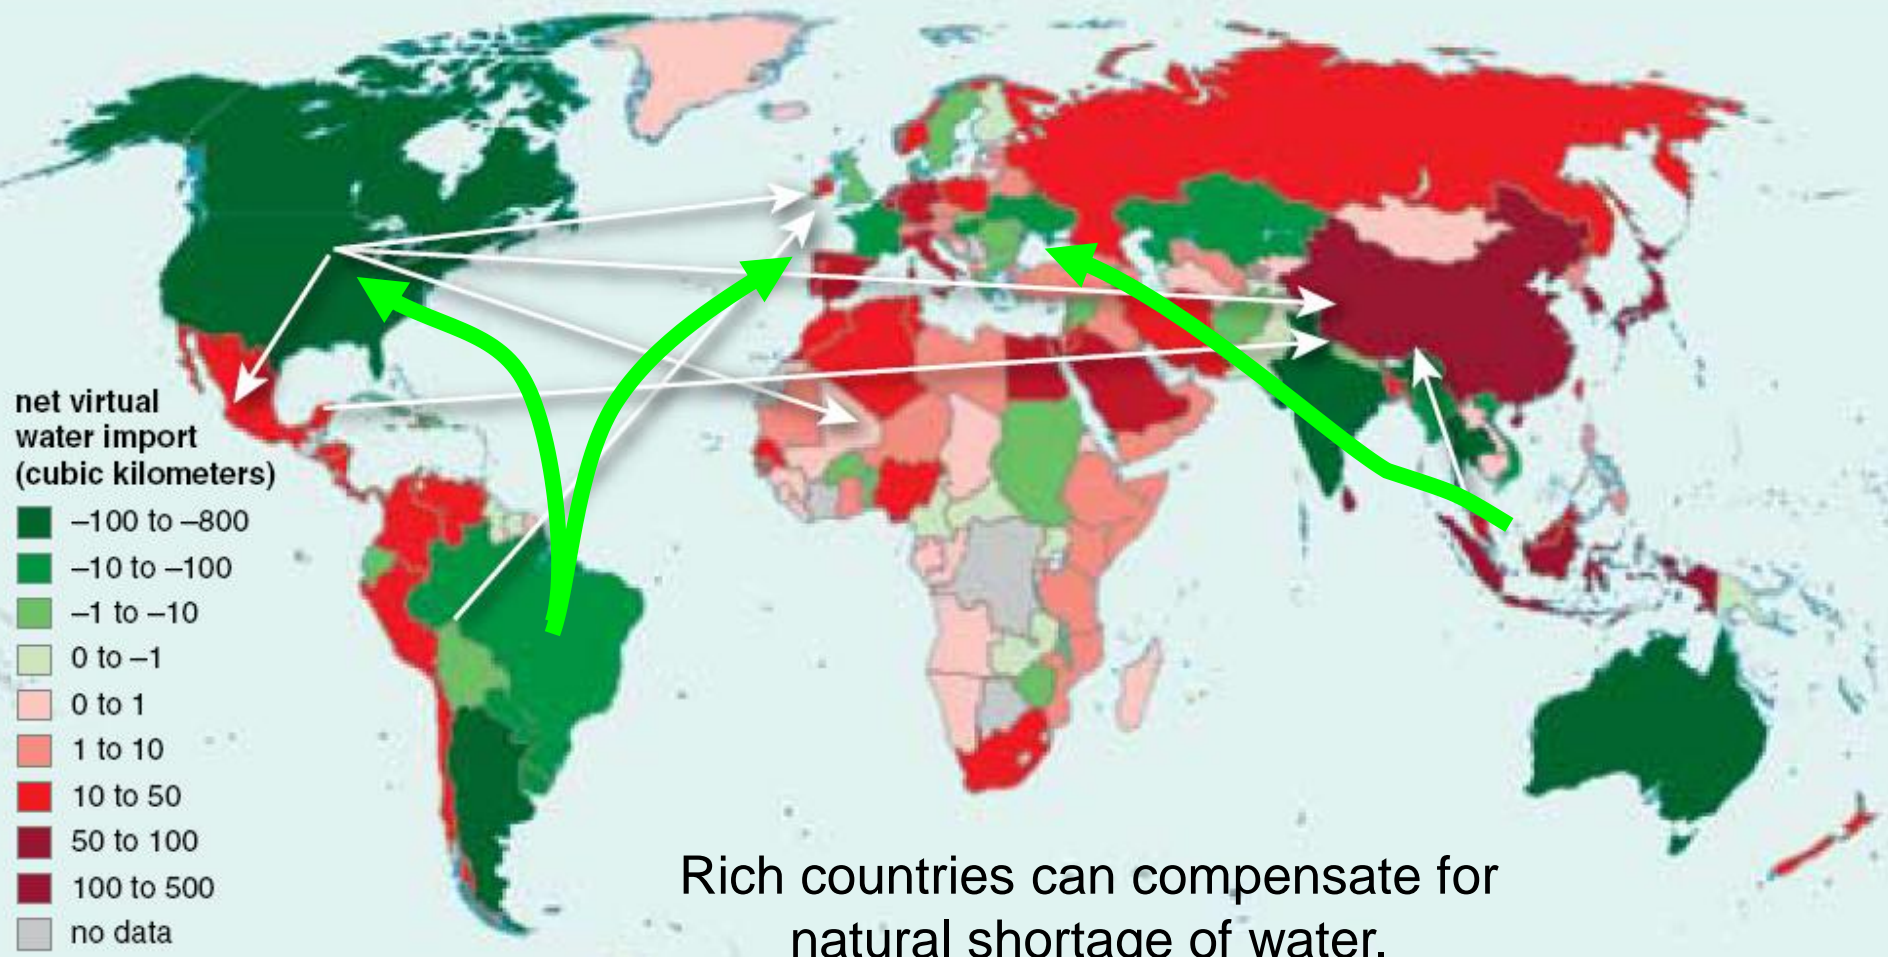 net virtual
water import
(cubic kilometers)
–100 to –800
–10 to –100
–1 to –10
0 to –1
0 to 1
1 to 10
10 to 50
50 to 100
100 to 500
no data
Rich countries can compensate for
natural shortage of water.